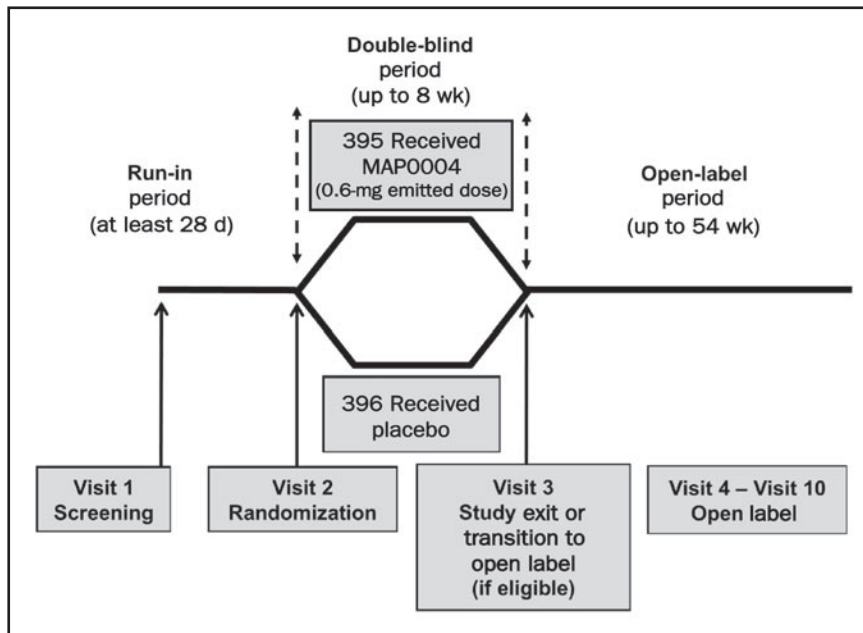 Double-blind
period
(up to 8 wk)
395 Received
MAP0004
(0.6-mg emitted dose)
Run-in
period
(at least 28 d)
Open-label
period
(up to 54 wk)
396 Received
placebo
Visit 1
Screening
Visit 2
Randomization
Visit 3
Study exit or
transition to
open label
(if eligible)
Visit 4 – Visit 10
Open label